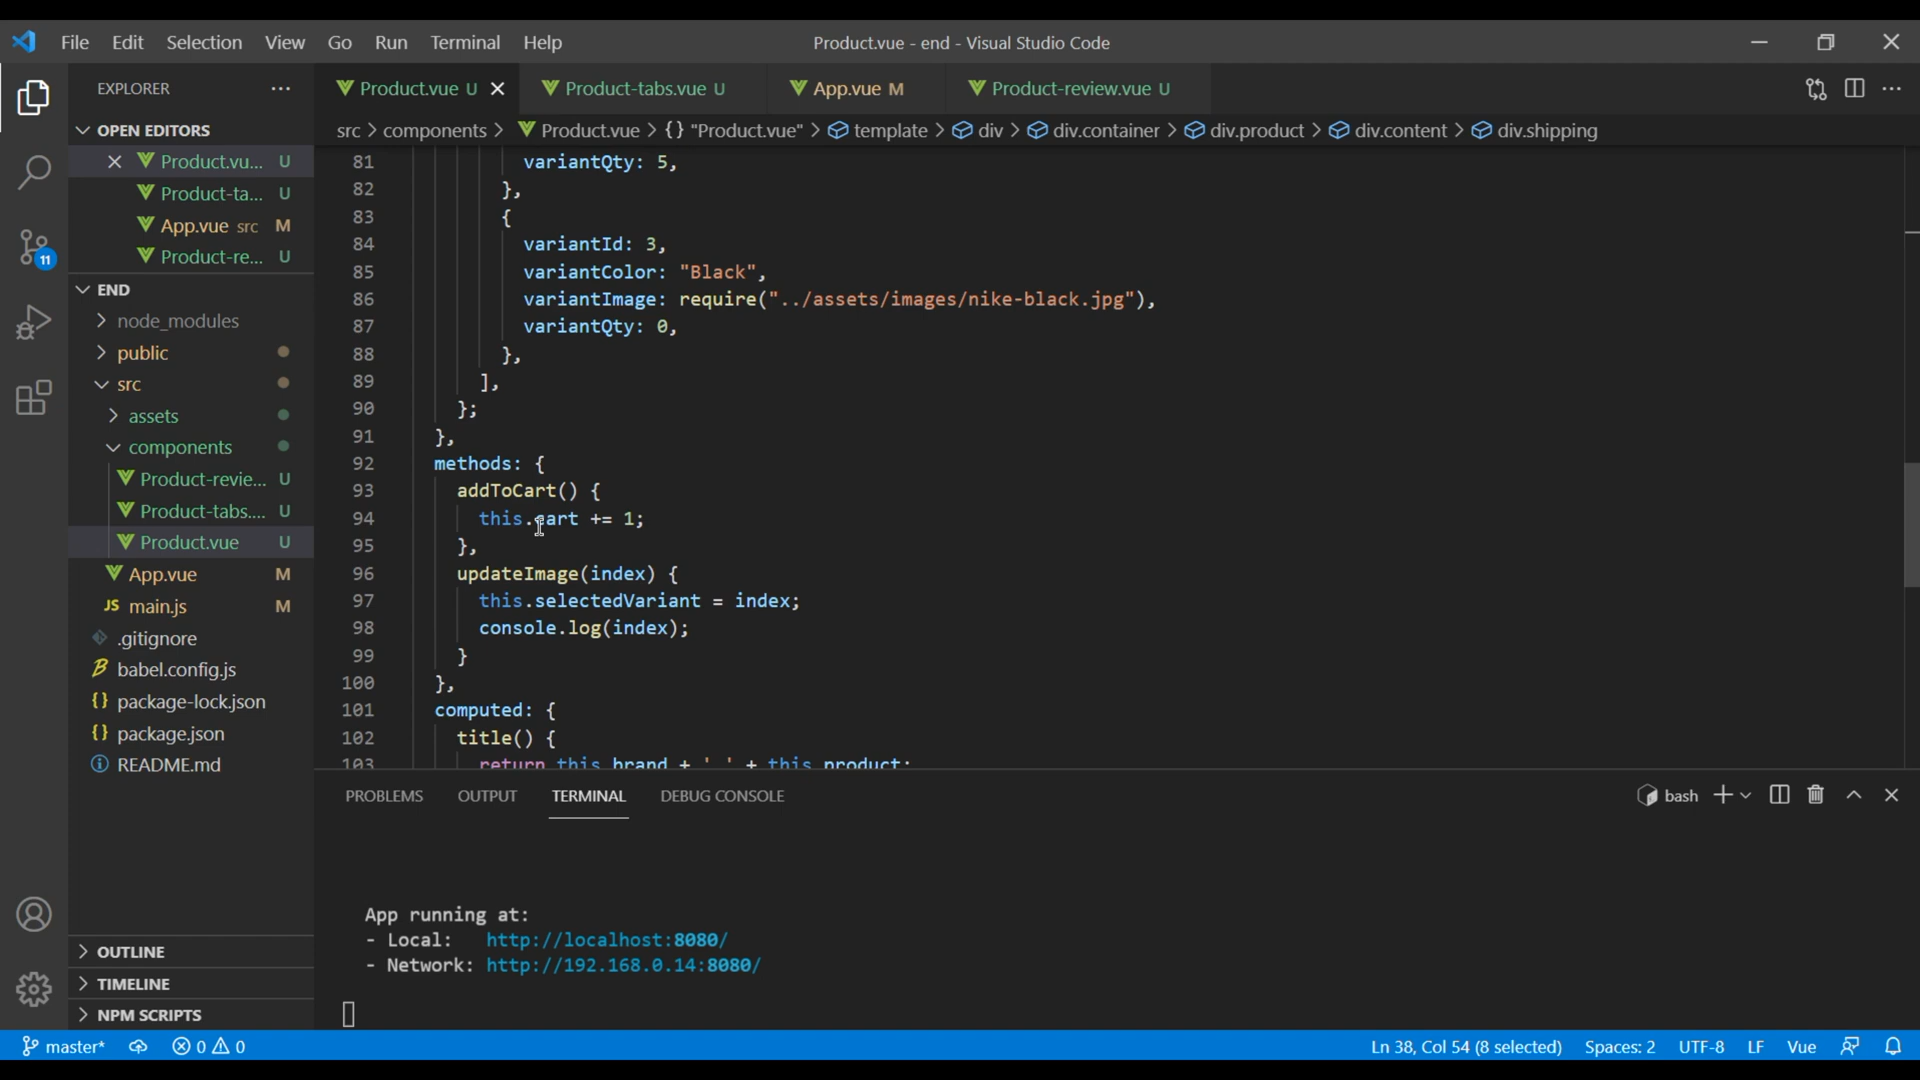 File Edit Selection View Go Run Terminal Help
Product.vue - end - Visual Studio Code
EXPLORER
Product.vue U
Product-tabs.vue U
App.vue M
Product-review.vue U
OPEN EDITORS
src > components > Product.vue > {} "Product.vue" > template > div > div.container > div.product > div.content > div.shipping
Product.vu... U
Product-ta... U
App.vue src M
Product-re... U
11
END
node_modules
public
src
assets
components
Product-revie... U
Product-tabs.... U
Product.vue U
App.vue M
JS main.js M
.gitignore
babel.config.js
{} package-lock.json
{} package.json
README.md
OUTLINE
TIMELINE
NPM SCRIPTS
81 variantQty: 5,
82 },
83 {
84 variantId: 3,
85 variantColor: "Black",
86 variantImage: require("../assets/images/nike-black.jpg"),
87 variantQty: 0,
88 },
89 ],
90 };
91 },
92 methods: {
93 addToCart() {
94 this.cart += 1;
95 },
96 updateImage(index) {
97 this.selectedVariant = index;
98 console.log(index);
99 }
100 },
101 computed: {
102 title() {
103 return this.brand + ' ' + this.product;
PROBLEMS OUTPUT TERMINAL DEBUG CONSOLE
bash
App running at:
- Local: http://localhost:8080/
- Network: http://192.168.0.14:8080/
master* 0 0
Ln 38, Col 54 (8 selected) Spaces: 2 UTF-8 LF Vue